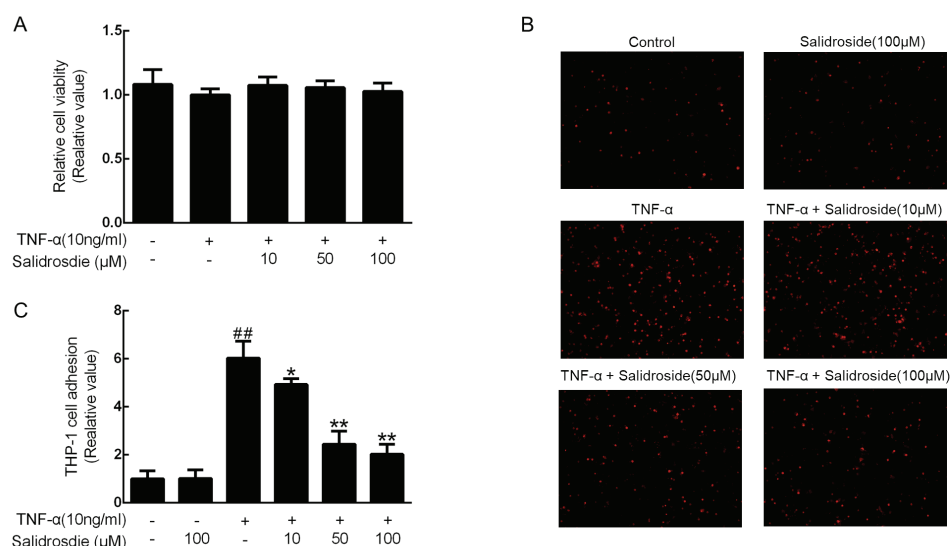 A
1.5
1.0
0.5
0.0
Relative cell viablity
(Realative value)
TNF-α(10ng/ml) - + + + +
Salidrosdie (μM) - - 10 50 100
B
Control
Salidroside(100μM)
TNF-α
TNF-α + Salidroside(10μM)
TNF-α + Salidroside(50μM)
TNF-α + Salidroside(100μM)
C
8
6
4
2
0
THP-1 cell adhesion
(Realative value)
##
*
**
**
TNF-α(10ng/ml) - - + + + +
Salidrosdie (μM) - 100 - 10 50 100